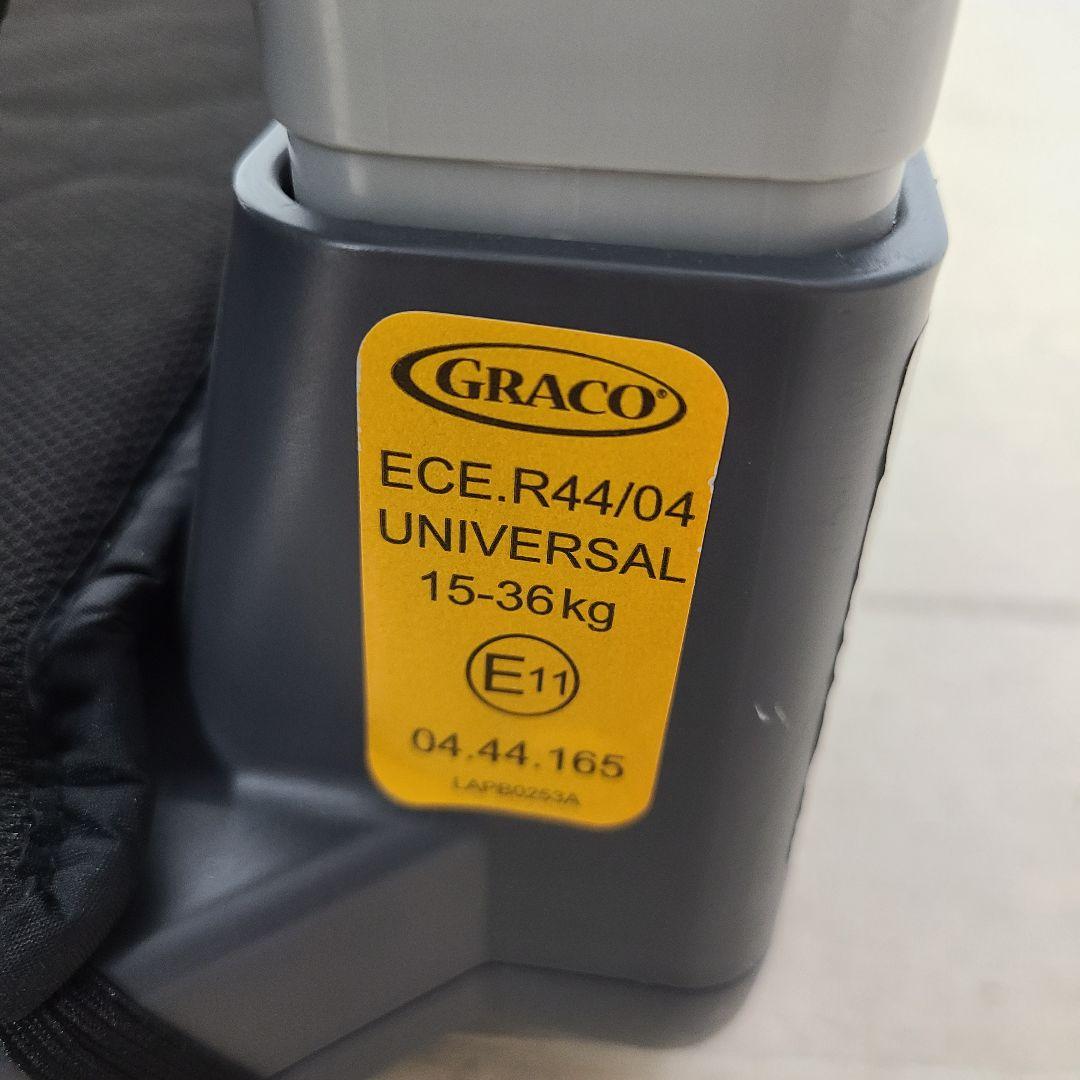 GRACO®
ECE.R44/04
UNIVERSAL
15-36kg
E11
04.44.165
LAPB0253A